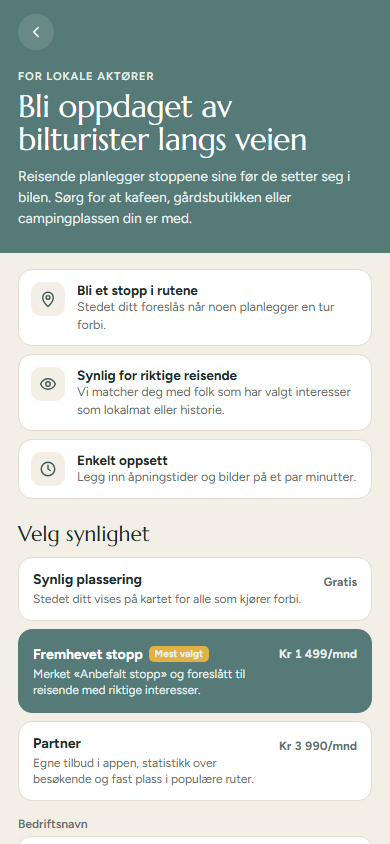 FOR LOKALE AKTØRER
Bli oppdaget av
bilturister langs veien
Reisende planlegger stoppene sine før de setter seg i
bilen. Sørg for at kafeen, gårdsbutikken eller
campingplassen din er med.
Bli et stopp i rutene
Stedet ditt foreslås når noen planlegger en tur
forbi.
Synlig for riktige reisende
Vi matcher deg med folk som har valgt interesser
som lokalmat eller historie.
Enkelt oppsett
Legg inn åpningstider og bilder på et par minutter.
Velg synlighet
Synlig plassering
Gratis
Stedet ditt vises på kartet for alle som kjører forbi.
Fremhevet stopp Mest valgt
Kr 1 499/mnd
Merket «Anbefalt stopp» og foreslått til
reisende med riktige interesser.
Partner
Kr 3 990/mnd
Egne tilbud i appen, statistikk over
besøkende og fast plass i populære ruter.
Bedriftsnavn